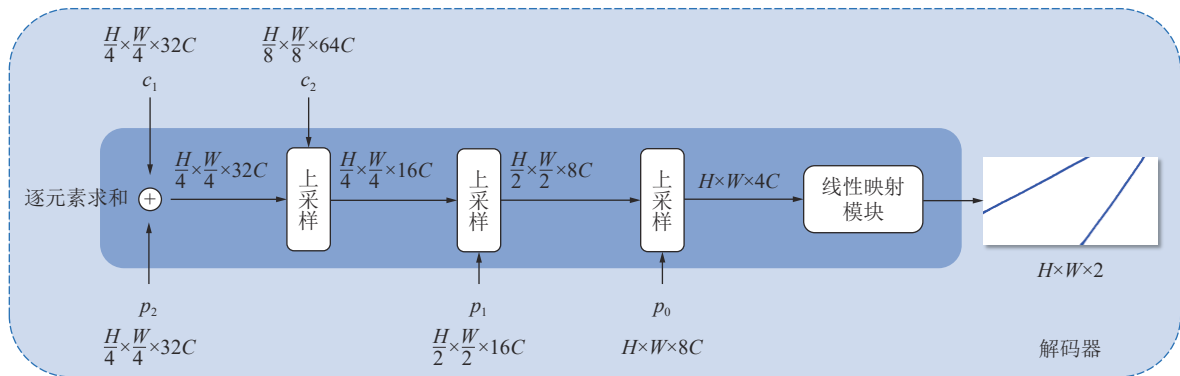 H/4×W/4×32C
H/8×W/8×64C
c₁
c₂
H/4×W/4×32C
H/4×W/4×16C
H/2×W/2×8C
H×W×4C
逐元素求和
+
上采样
上采样
上采样
线性映射
模块
H×W×2
p₂
p₁
p₀
H/4×W/4×32C
H/2×W/2×16C
H×W×8C
解码器